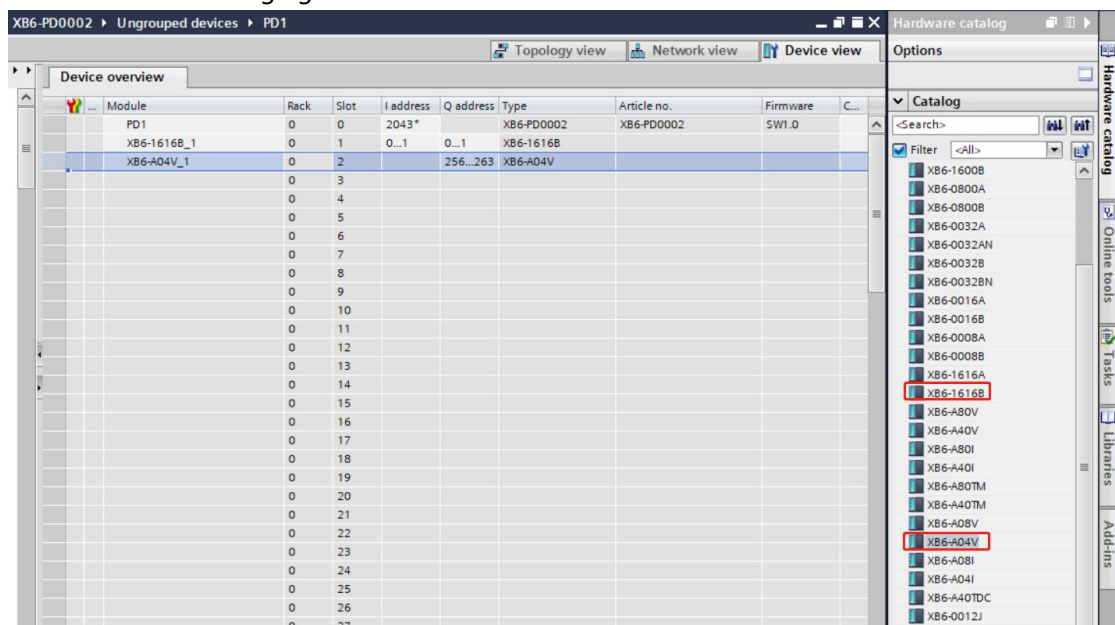 XB6-PD0002 ▸ Ungrouped devices ▸ PD1
Hardware catalog
Topology view
Network view
Device view
Options
Device overview
... Module Rack Slot I address Q address Type Article no. Firmware C...
PD1 0 0 2043* XB6-PD0002 XB6-PD0002 SW1.0
XB6-1616B_1 0 1 0...1 0...1 XB6-1616B
XB6-A04V_1 0 2 256...263 XB6-A04V
0 3
0 4
0 5
0 6
0 7
0 8
0 9
0 10
0 11
0 12
0 13
0 14
0 15
0 16
0 17
0 18
0 19
0 20
0 21
0 22
0 23
0 24
0 25
0 26
Catalog
<Search>
Filter <All>
XB6-1600B
XB6-0800A
XB6-0800B
XB6-0032A
XB6-0032AN
XB6-0032B
XB6-0032BN
XB6-0016A
XB6-0016B
XB6-0008A
XB6-0008B
XB6-1616A
XB6-1616B
XB6-A80V
XB6-A40V
XB6-A80I
XB6-A40I
XB6-A80TM
XB6-A40TM
XB6-A08V
XB6-A04V
XB6-A08I
XB6-A04I
XB6-A40TDC
XB6-0012J
Hardware catalog
Online tools
Tasks
Libraries
Add-ins